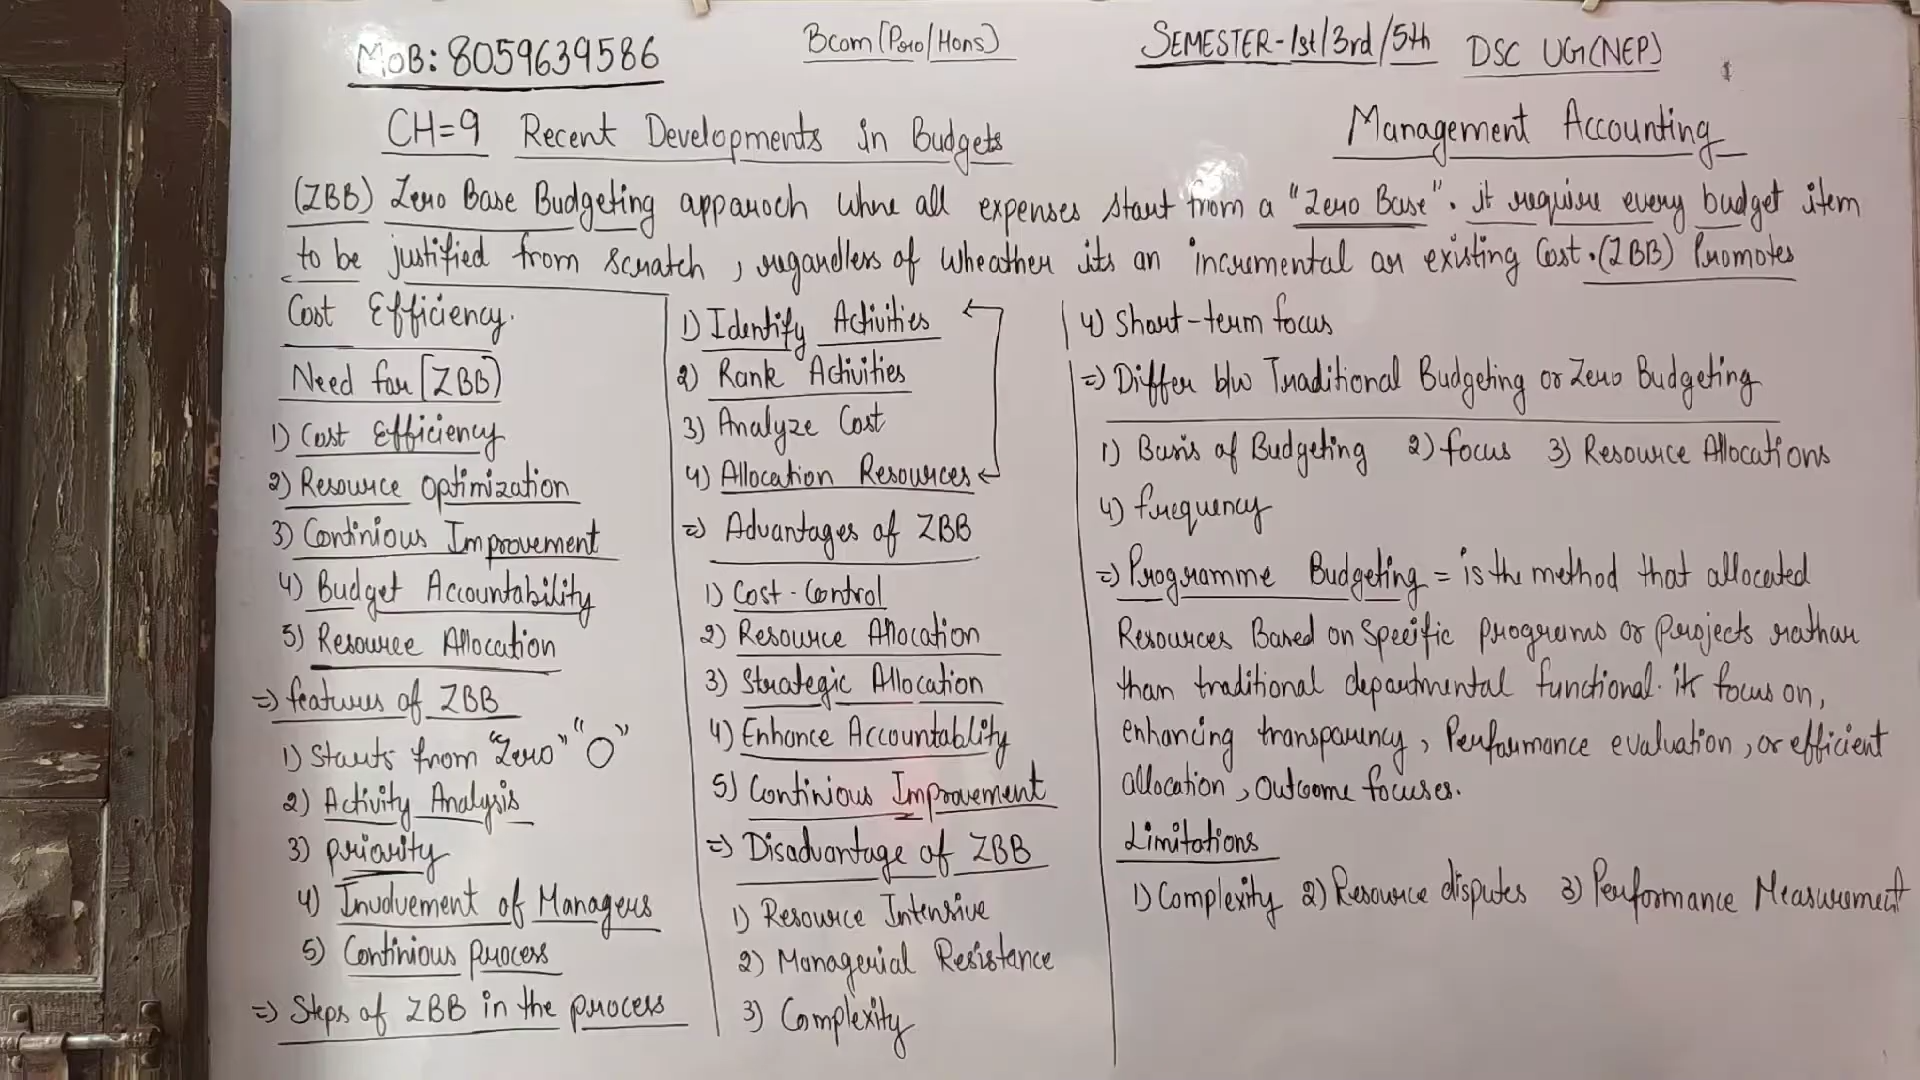 MOB: 8059639586 Bcom(Pro/Hons) SEMESTER-1st/3rd/5th DSC UG(NEP)
CH=9 Recent Developments in Budgets Management Accounting
(ZBB) Zero Base Budgeting apparoch whre all expenses start from a "Zero Base". it require every budget item
to be justified from scratch, regardless of wheather its an incremental or existing Cost. (ZBB) Promotes
Cost Efficiency.
Need for [ZBB)
1) Cost Efficiency
2) Resource optimization
3) Continious Improvement
4) Budget Accountability
5) Resource Allocation
=) features of ZBB
1) Starts from "Zero" "O"
2) Activity Analysis
3) priority
4) Involvement of Managers
5) Continious process
=) Steps of ZBB in the process
1) Identify Activities
2) Rank Activities
3) Analyze Cost
4) Allocation Resources
=) Advantages of ZBB
1) Cost-Control
2) Resource Allocation
3) Strategic Allocation
4) Enhance Accountablity
5) Continious Improvement
=) Disadvantage of ZBB
1) Resource Intensive
2) Managerial Resistance
3) Complexity
4) Short-term focus
=) Differ b/w Traditional Budgeting or Zero Budgeting
1) Basis of Budgeting 2) focus 3) Resource Allocations
4) frequency
=) Programme Budgeting = is the method that allocated
Resources Based on Specific programs or projects rathar
than traditional departmental functional. it focus on,
enhancing transparency, Performance evaluation, or efficient
allocation, outcome focuses.
Limitations
1) Complexity 2) Resource disputes 3) Performance Measurement